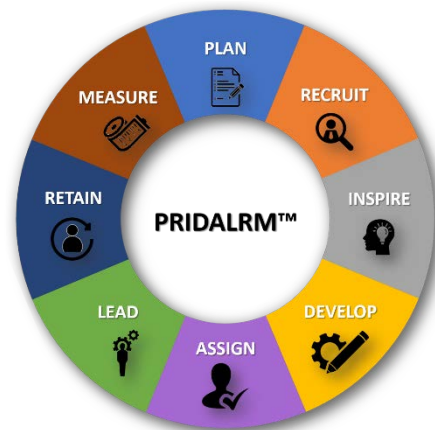 PLAN
RECRUIT
INSPIRE
DEVELOP
ASSIGN
LEAD
RETAIN
MEASURE
PRIDALRM™